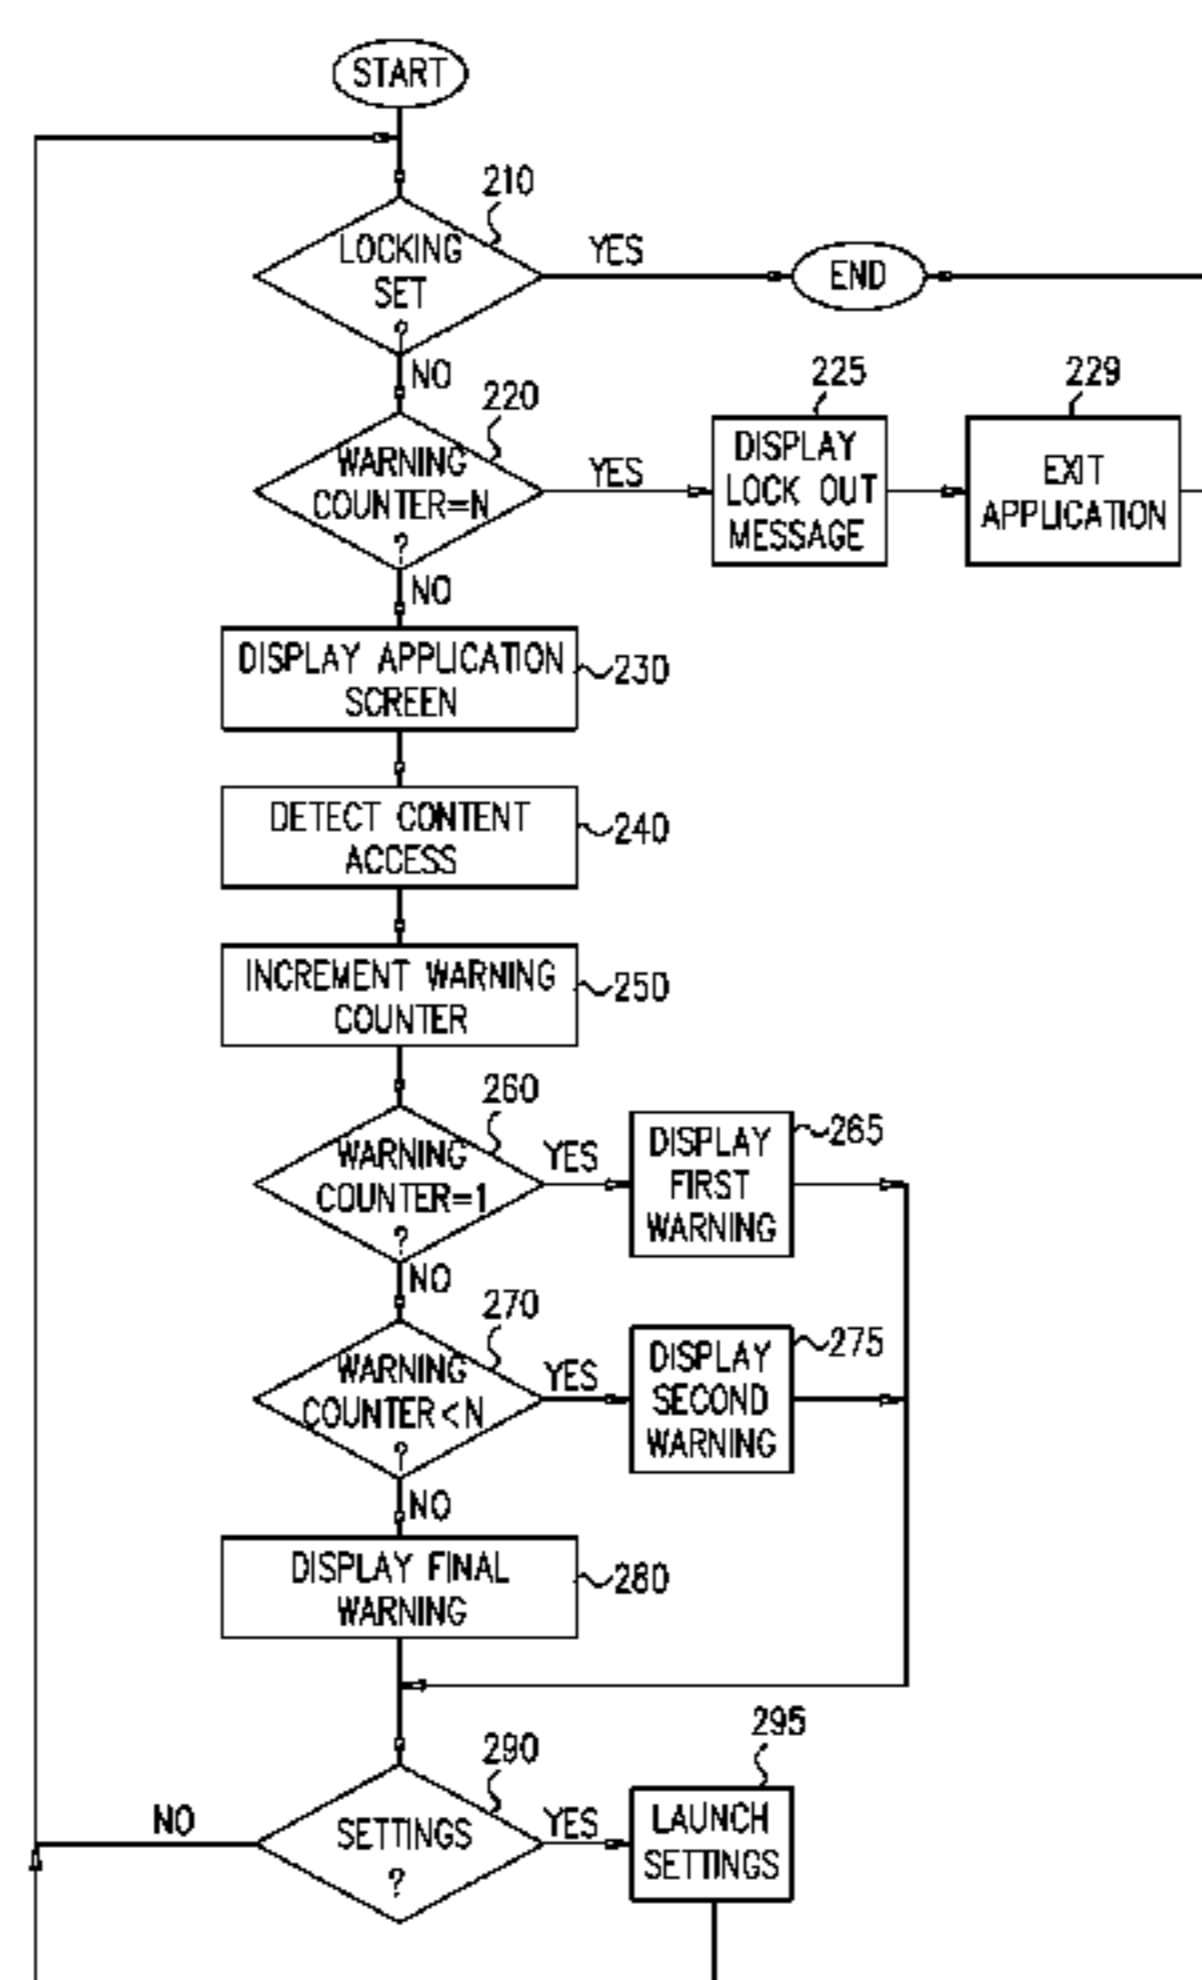 START
210
LOCKING
SET
?
YES
END
NO
220
WARNING
COUNTER=N
?
YES
225
DISPLAY
LOCK OUT
MESSAGE
229
EXIT
APPLICATION
NO
DISPLAY APPLICATION
SCREEN
230
DETECT CONTENT
ACCESS
240
INCREMENT WARNING
COUNTER
250
260
WARNING
COUNTER=1
?
YES
DISPLAY
FIRST
WARNING
265
NO
270
WARNING
COUNTER<N
?
YES
DISPLAY
SECOND
WARNING
275
NO
DISPLAY FINAL
WARNING
280
290
SETTINGS
?
NO
YES
295
LAUNCH
SETTINGS